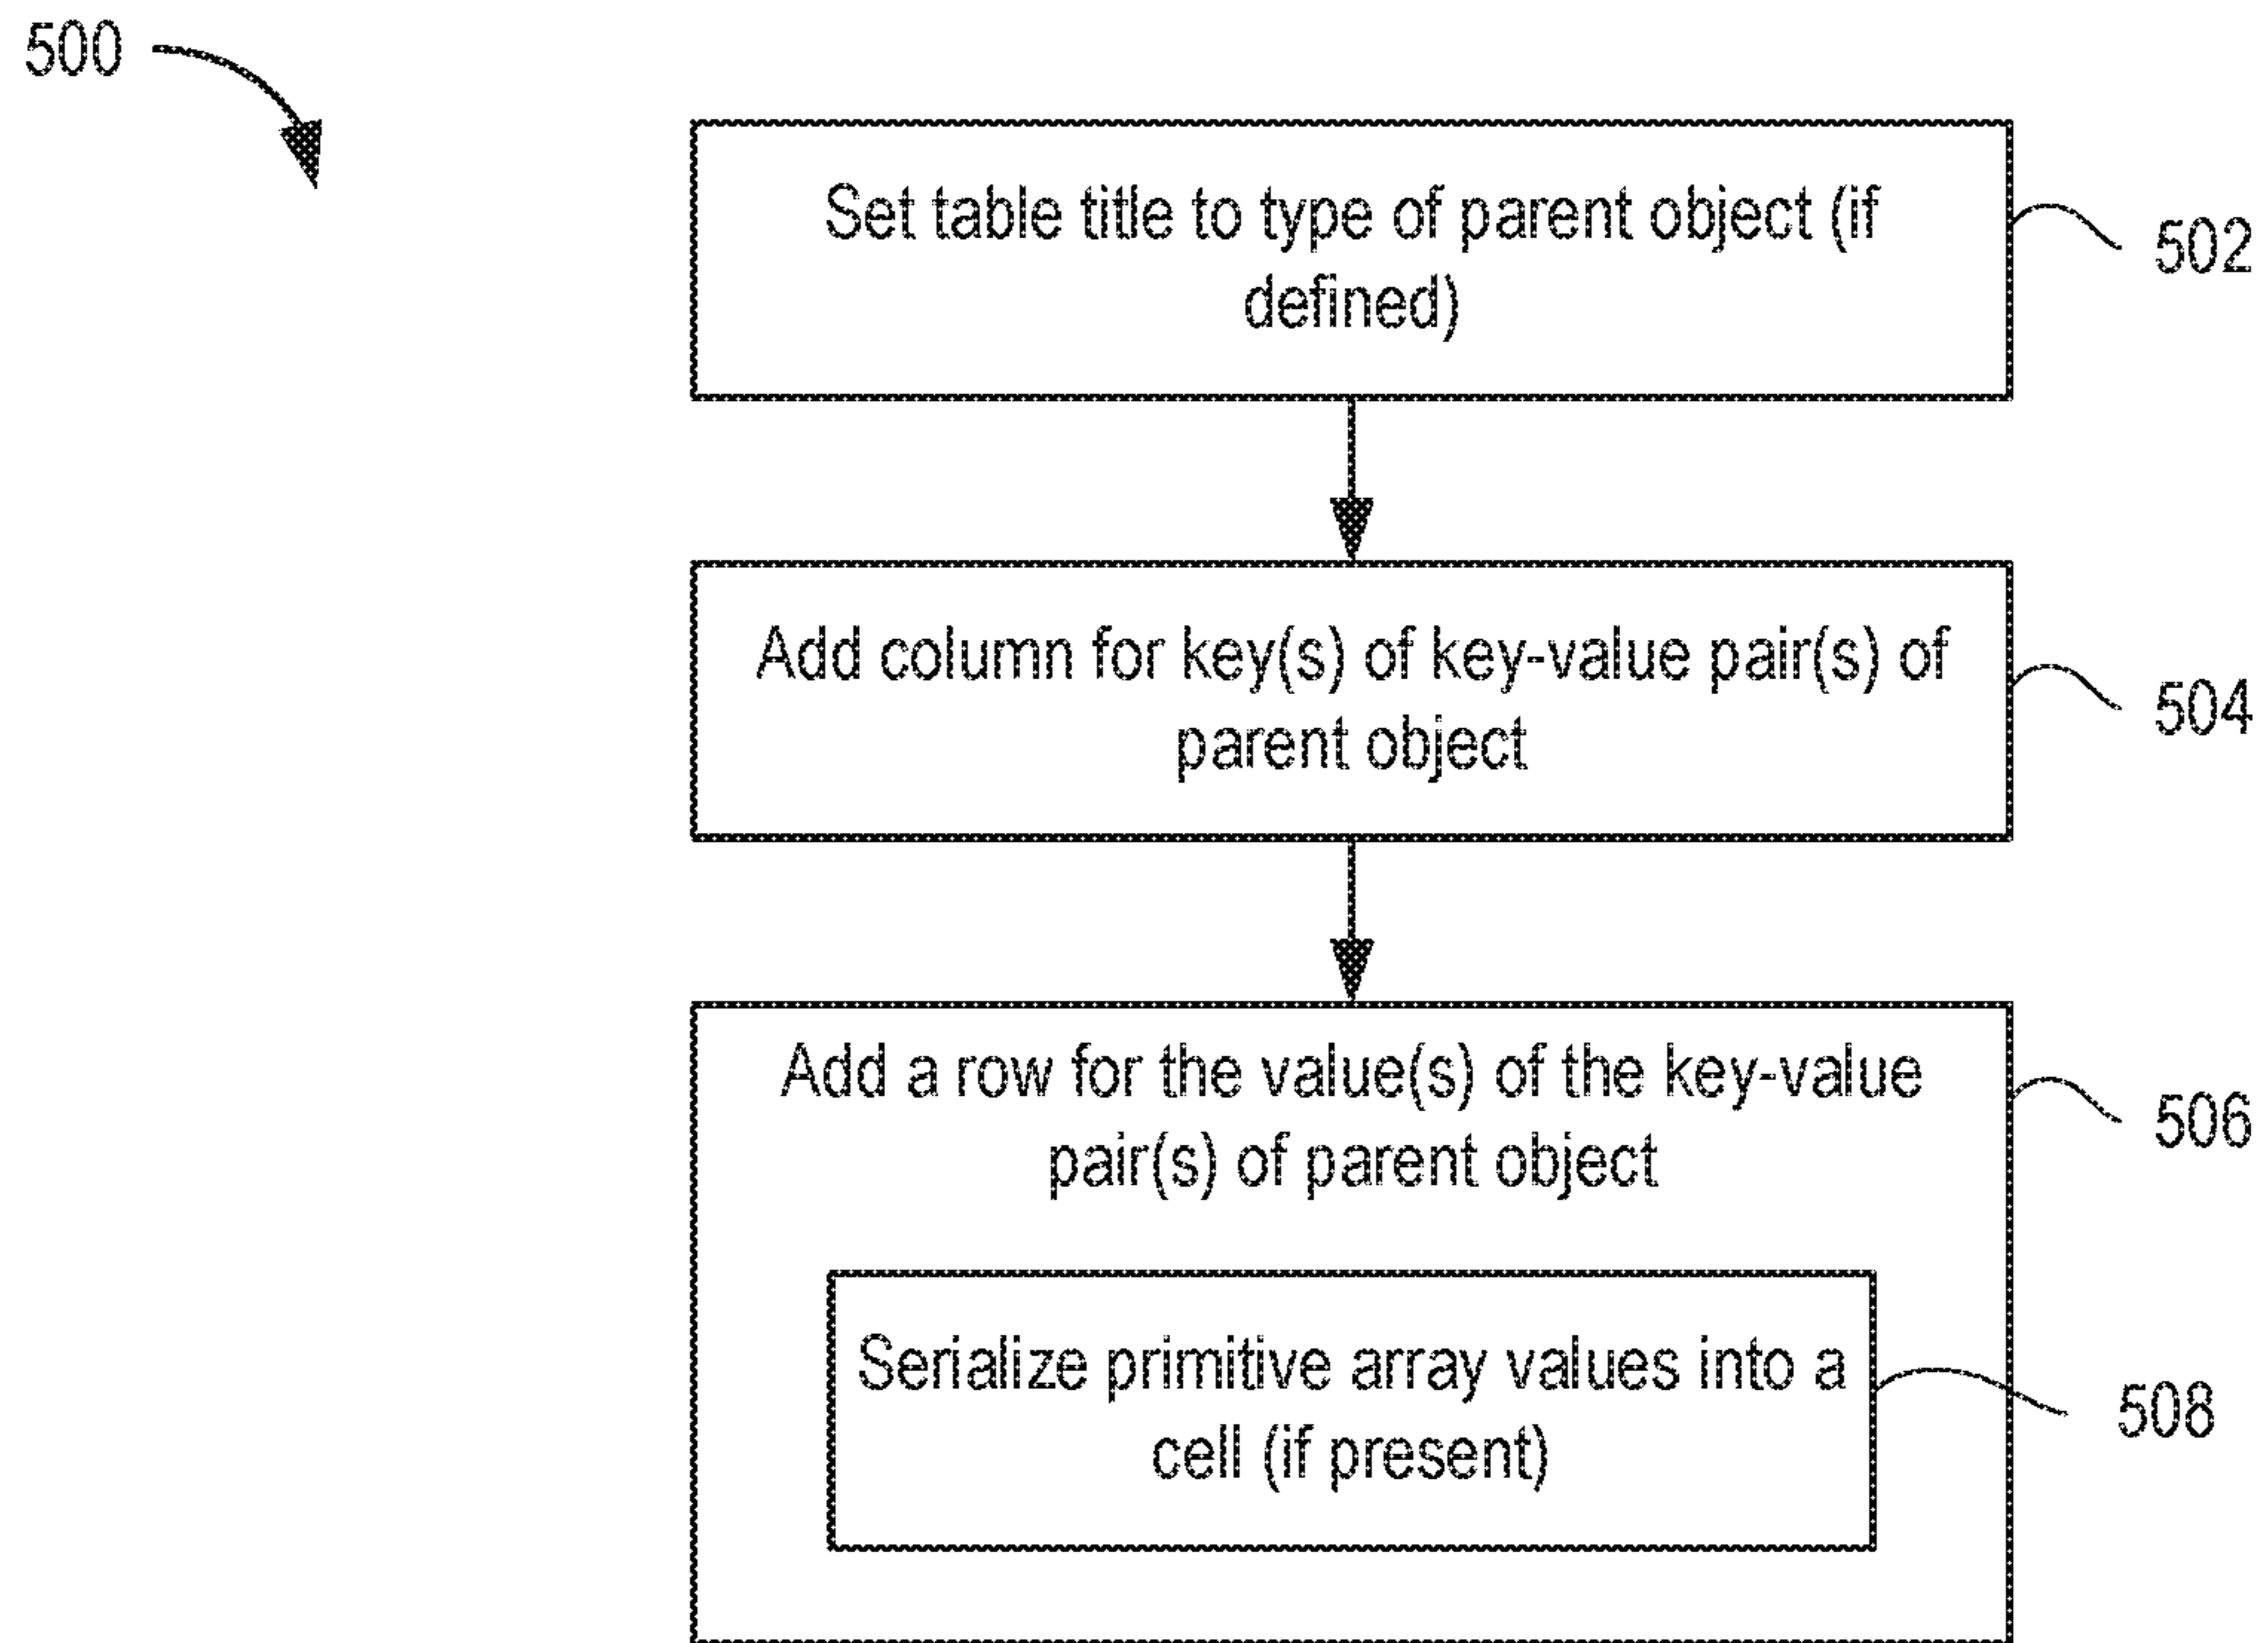 500
Set table title to type of parent object (if
defined)
502
Add column for key(s) of key-value pair(s) of
parent object
504
Add a row for the value(s) of the key-value
pair(s) of parent object
506
Serialize primitive array values into a
cell (if present)
508